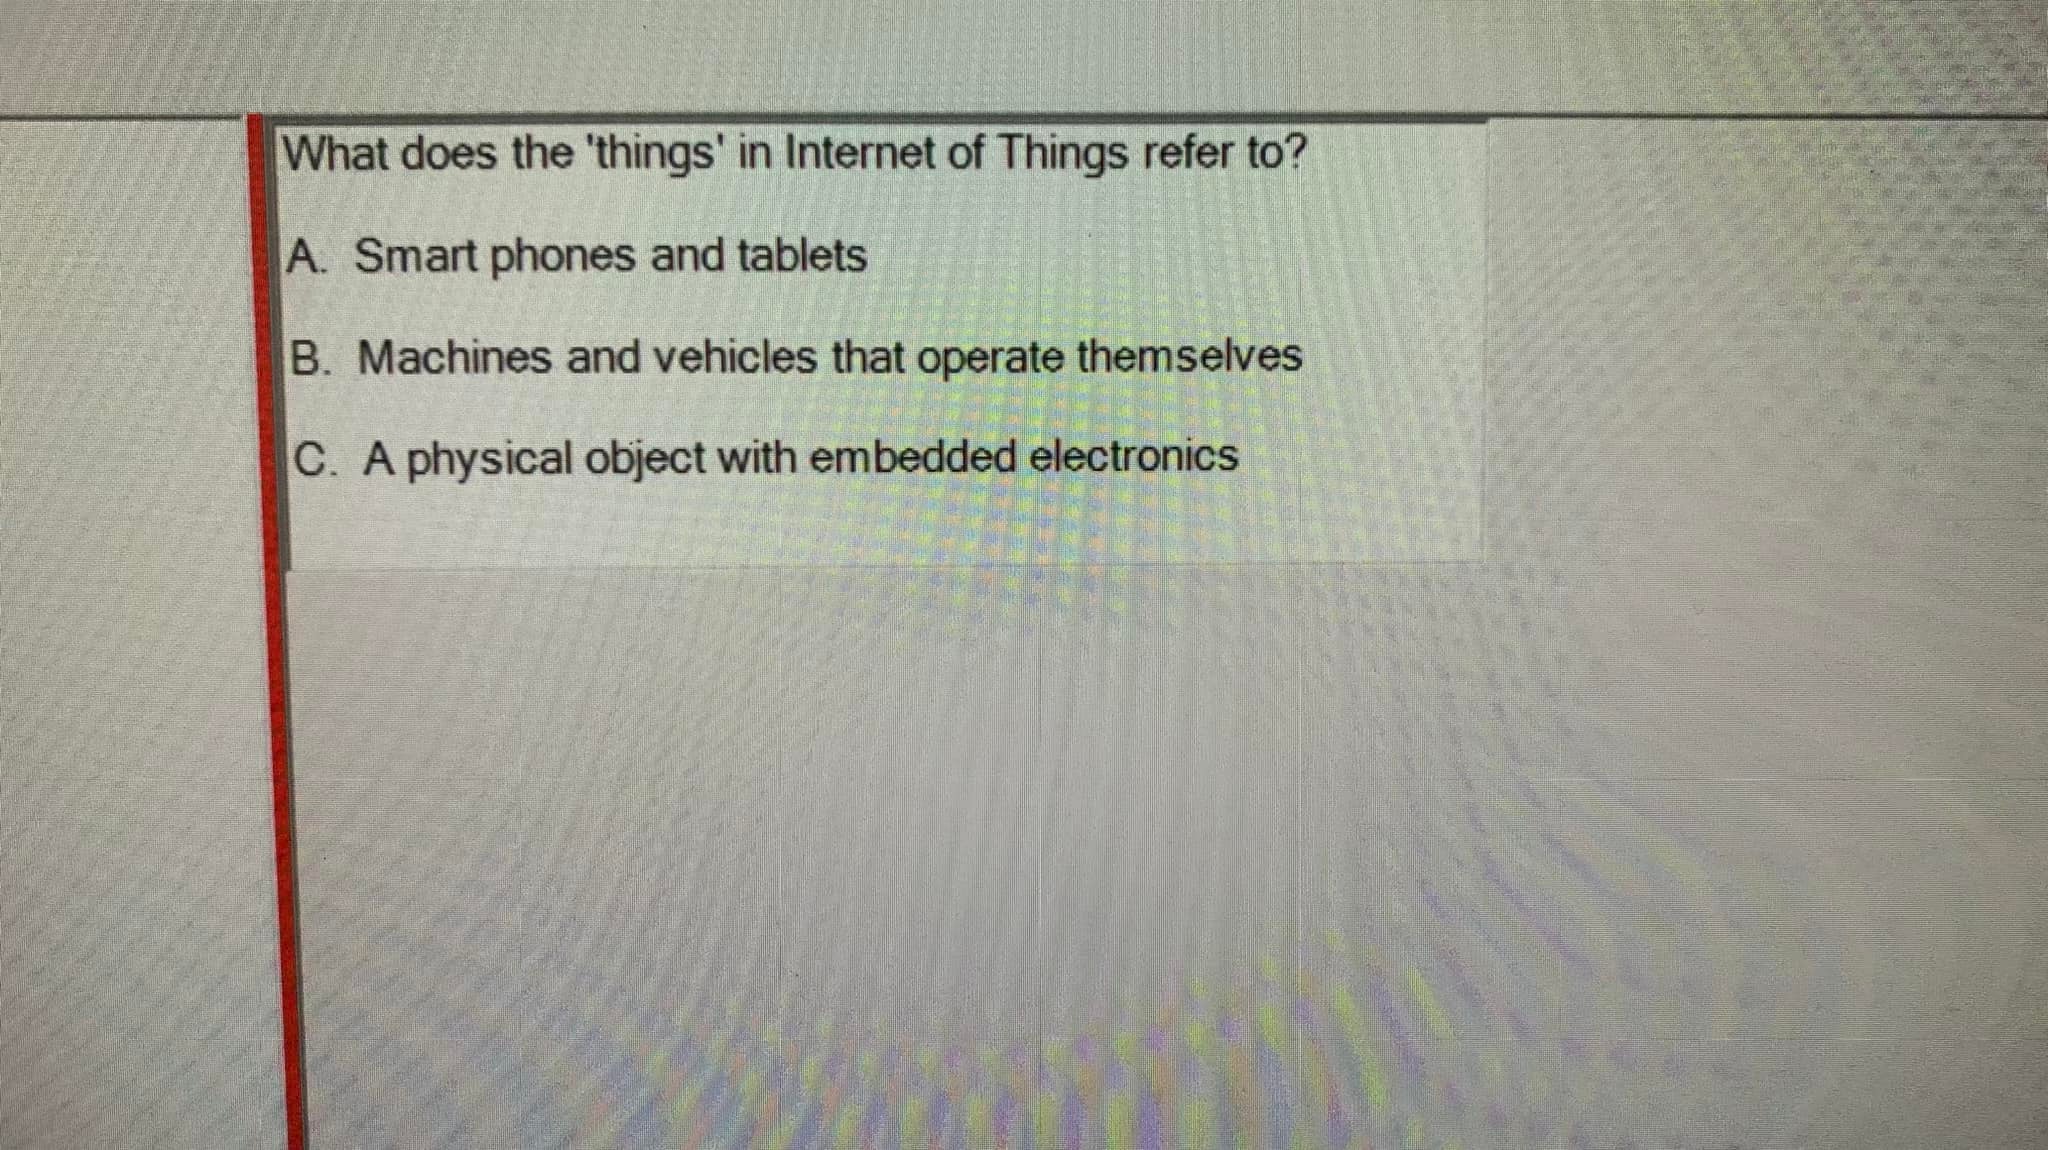 What does the 'things' in Internet of Things refer to?
A. Smart phones and tablets
B. Machines and vehicles that operate themselves
C. A physical object with embedded electronics